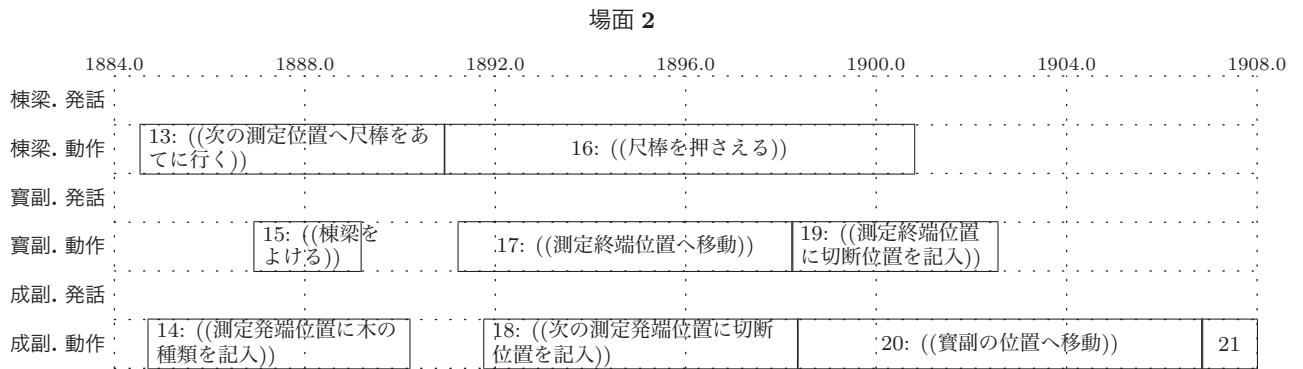 場面 2
1884.0 1888.0 1892.0 1896.0 1900.0 1904.0 1908.0
棟梁. 発話
棟梁. 動作
13: ((次の測定位置へ尺棒をあ
てに行く))
16: ((尺棒を押さえる))
寳副. 発話
寳副. 動作
15: ((棟梁を
よける))
17: ((測定終端位置へ移動))
19: ((測定終端位置
に切断位置を記入))
成副. 発話
成副. 動作
14: ((測定発端位置に木の
種類を記入))
18: ((次の測定発端位置に切断
位置を記入))
20: ((寳副の位置へ移動))
21